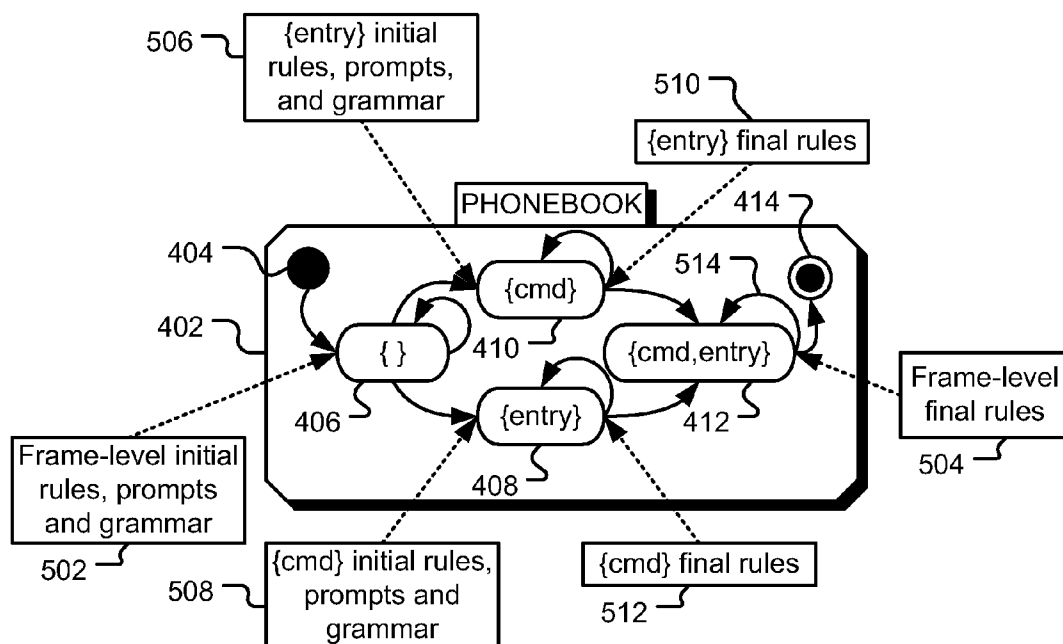 506
{entry} initial
rules, prompts,
and grammar
510
{entry} final rules
PHONEBOOK
414
404
{cmd}
514
402
{ }
410
{cmd,entry}
406
{entry}
412
Frame-level
final rules
504
Frame-level initial
rules, prompts
and grammar
502
408
{cmd} initial rules,
prompts and
grammar
508
{cmd} final rules
512